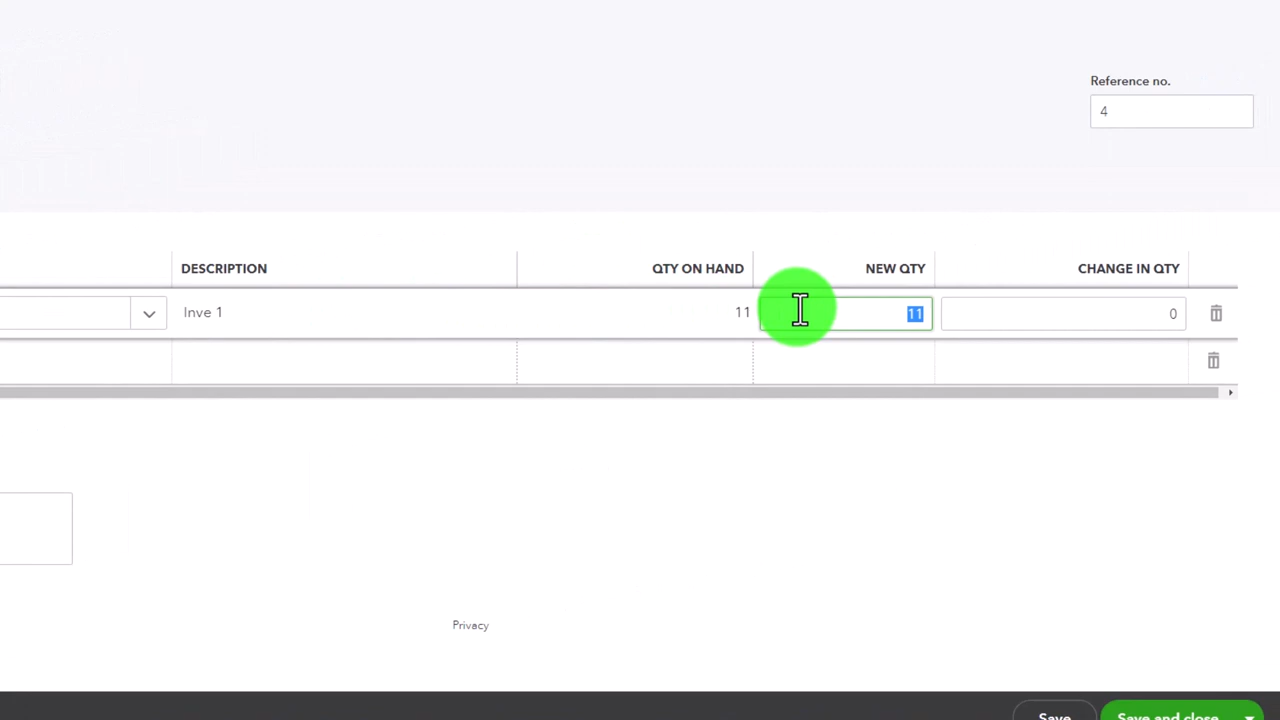 Reference no.
4
DESCRIPTION QTY ON HAND NEW QTY CHANGE IN QTY
Inve 1 11 11 0
Privacy
Save Save and close